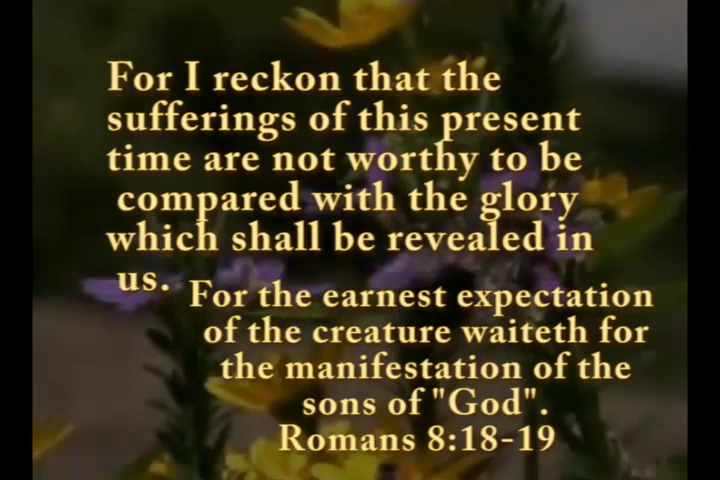 For I reckon that the
sufferings of this present
time are not worthy to be
compared with the glory
which shall be revealed in
us.
For the earnest expectation
of the creature waiteth for
the manifestation of the
sons of "God".
Romans 8:18-19